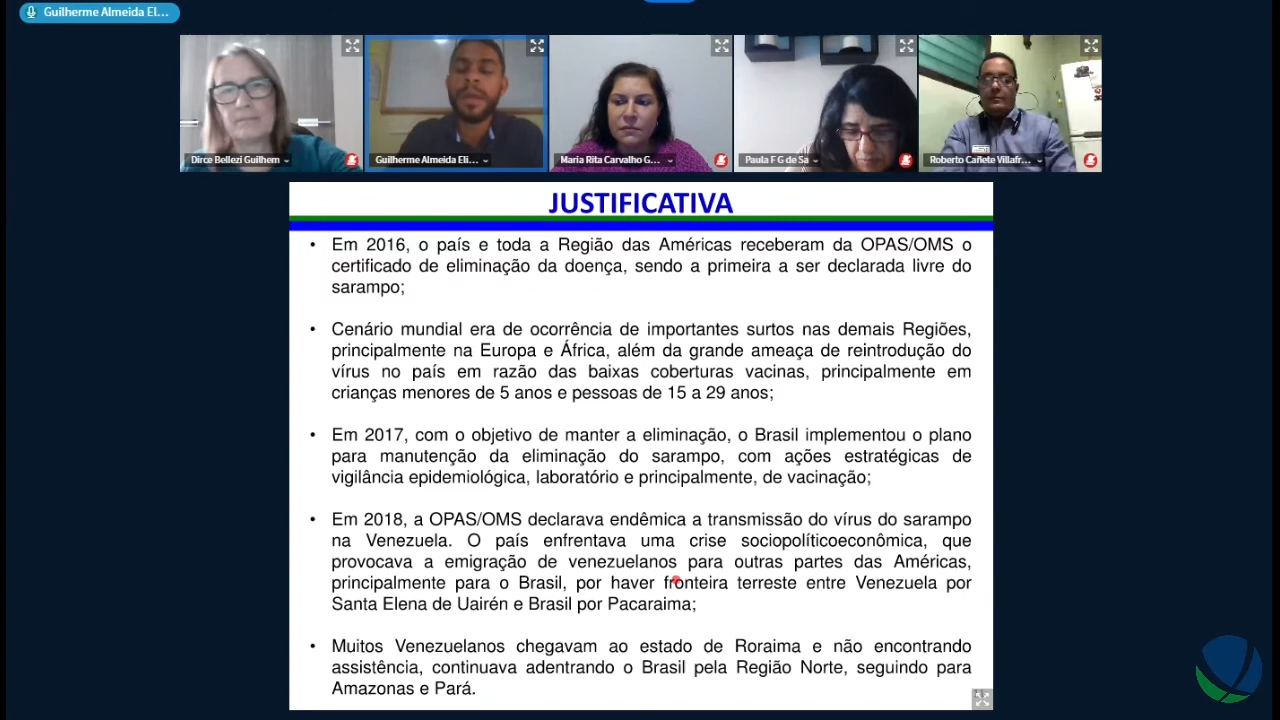 Guilherme Almeida El...
Dirce Bellezi Guilhem
Guilherme Almeida Eli...
Maria Rita Carvalho G...
Paula F G de Sa
Roberto Cañete Villafr...
JUSTIFICATIVA
• Em 2016, o país e toda a Região das Américas receberam da OPAS/OMS o
certificado de eliminação da doença, sendo a primeira a ser declarada livre do
sarampo;
• Cenário mundial era de ocorrência de importantes surtos nas demais Regiões,
principalmente na Europa e África, além da grande ameaça de reintrodução do
vírus no país em razão das baixas coberturas vacinas, principalmente em
crianças menores de 5 anos e pessoas de 15 a 29 anos;
• Em 2017, com o objetivo de manter a eliminação, o Brasil implementou o plano
para manutenção da eliminação do sarampo, com ações estratégicas de
vigilância epidemiológica, laboratório e principalmente, de vacinação;
• Em 2018, a OPAS/OMS declarava endêmica a transmissão do vírus do sarampo
na Venezuela. O país enfrentava uma crise sociopolíticoeconômica, que
provocava a emigração de venezuelanos para outras partes das Américas,
principalmente para o Brasil, por haver fronteira terreste entre Venezuela por
Santa Elena de Uairén e Brasil por Pacaraima;
• Muitos Venezuelanos chegavam ao estado de Roraima e não encontrando
assistência, continuava adentrando o Brasil pela Região Norte, seguindo para
Amazonas e Pará.